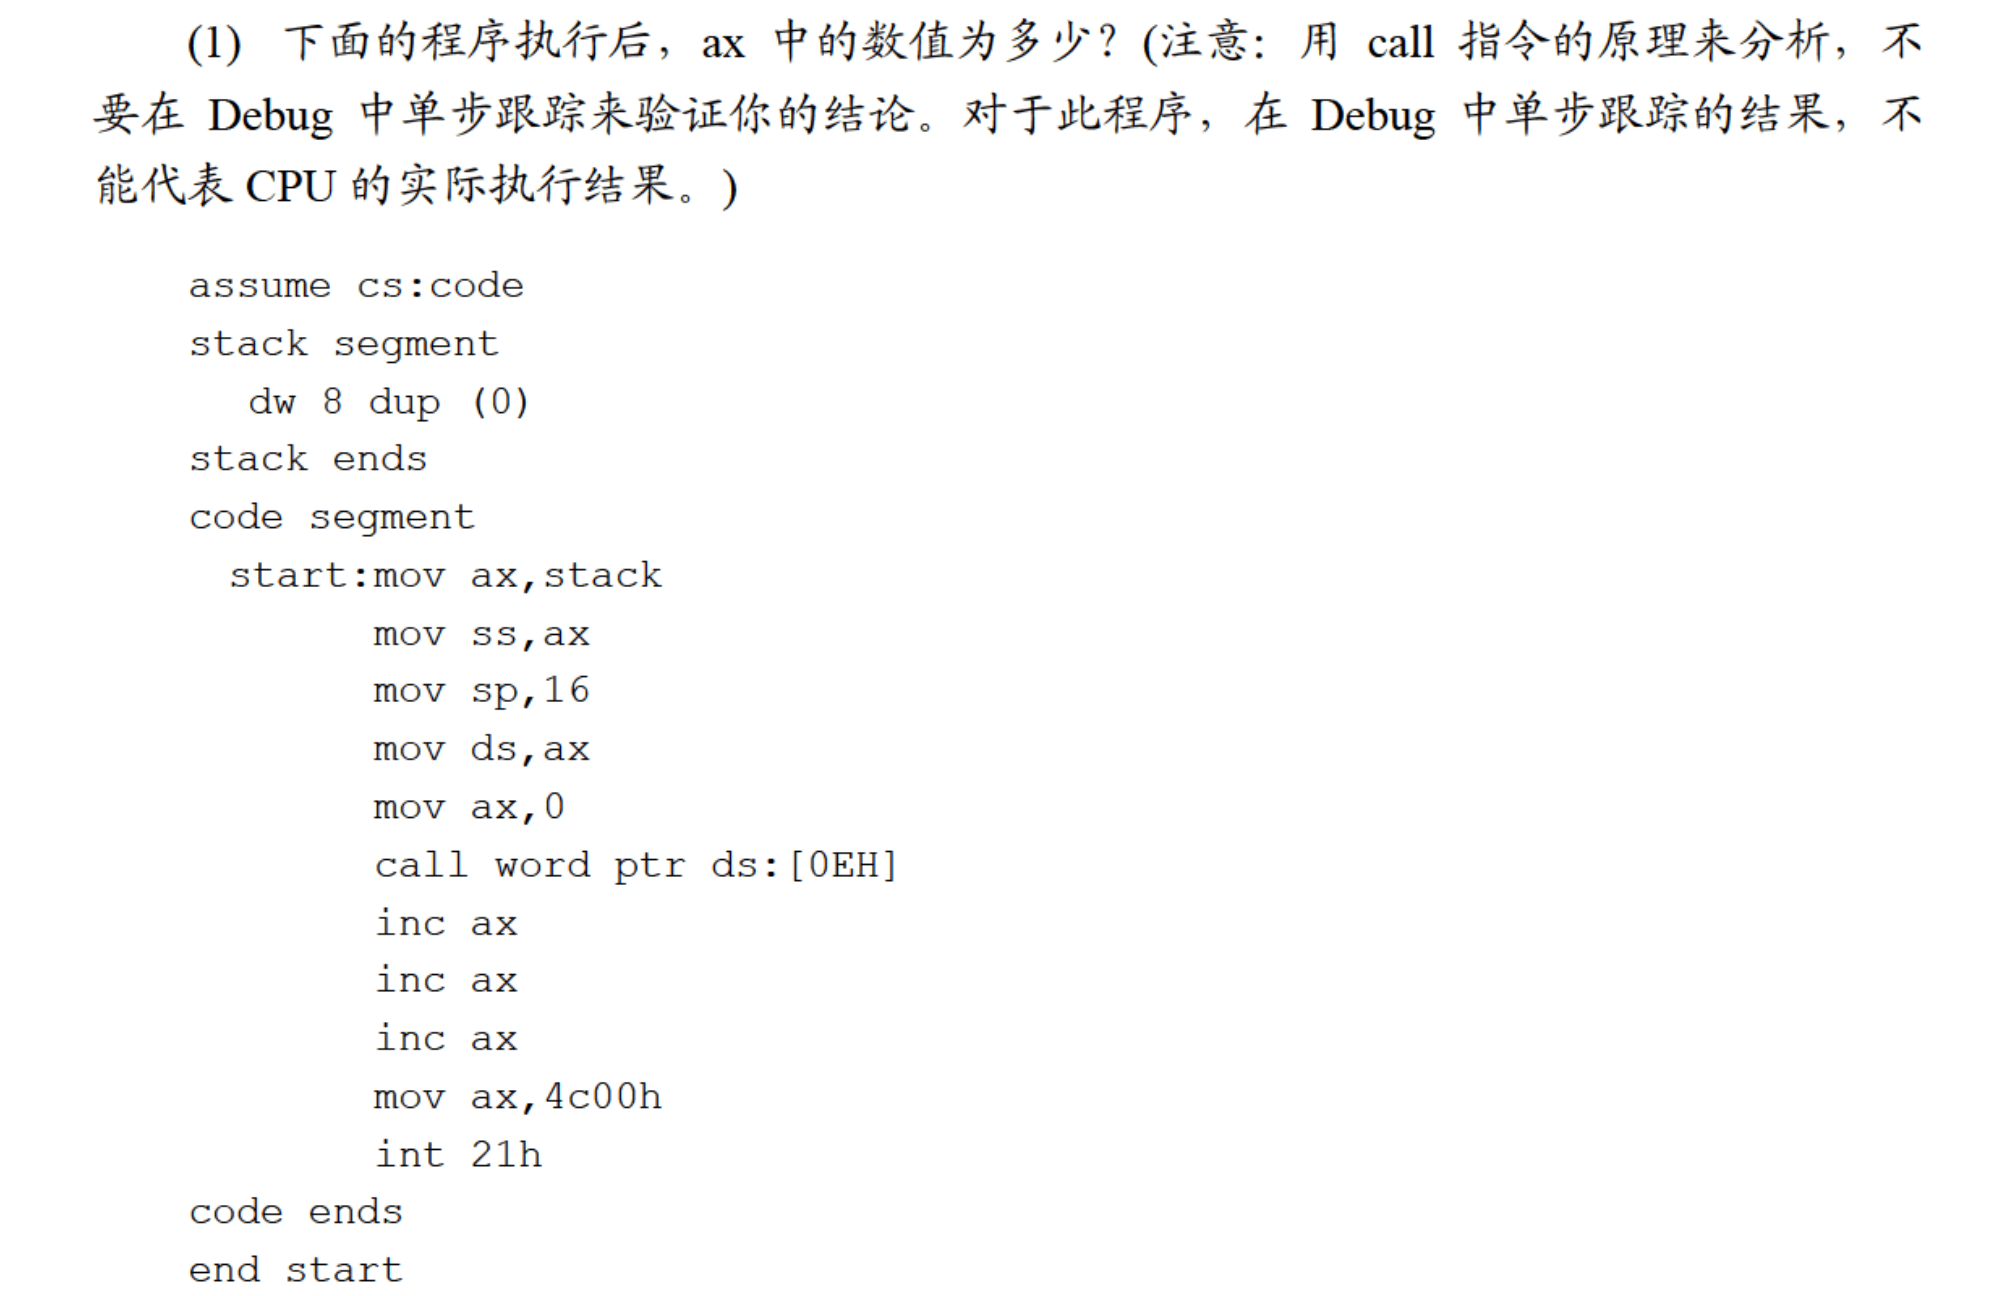 (1) 下面的程序执行后，ax 中的数值为多少？(注意：用 call 指令的原理来分析，不
要在 Debug 中单步跟踪来验证你的结论。对于此程序，在 Debug 中单步跟踪的结果，不
能代表 CPU 的实际执行结果。)
assume cs:code
stack segment
dw 8 dup (0)
stack ends
code segment
start:mov ax,stack
mov ss,ax
mov sp,16
mov ds,ax
mov ax,0
call word ptr ds:[0EH]
inc ax
inc ax
inc ax
mov ax,4c00h
int 21h
code ends
end start